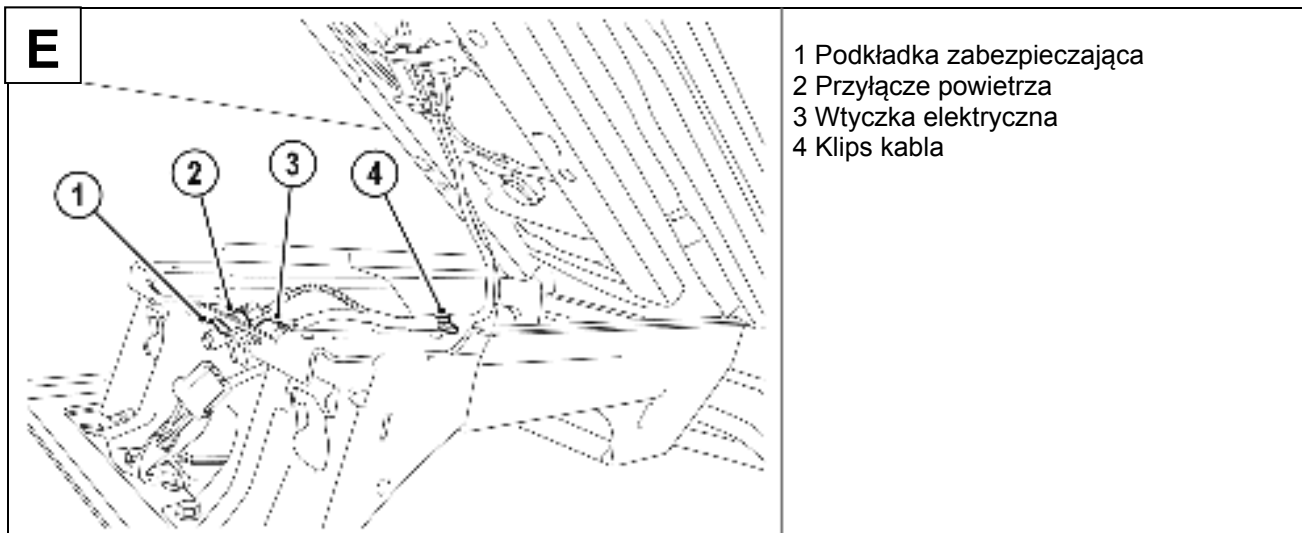 E
1 Podkładka zabezpieczająca
2 Przyłącze powietrza
3 Wtyczka elektryczna
4 Klips kabla
1
2
3
4